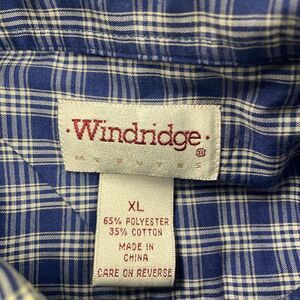 ·Windridge·
®
XL
65% POLYESTER
35% COTTON
MADE IN
CHINA
CARE ON REVERSE